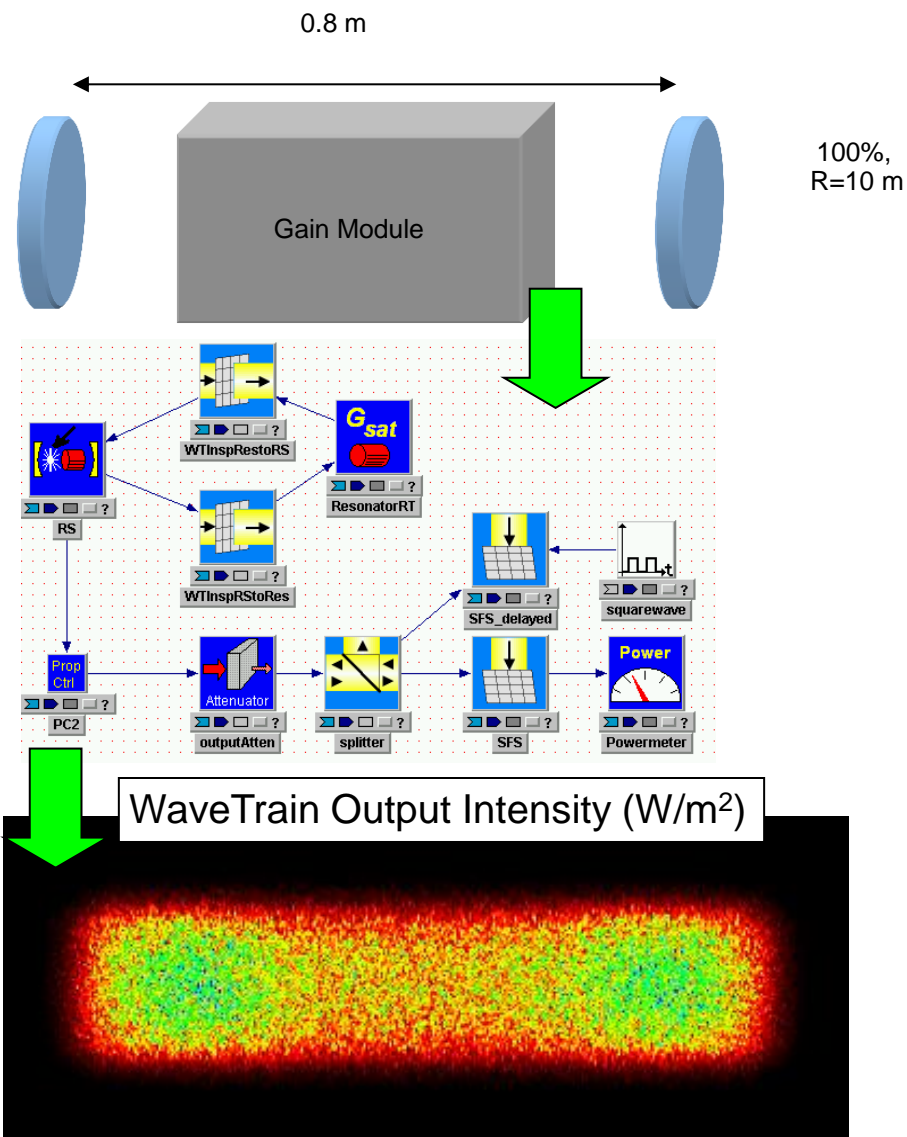 0.8 m
100%,
R=10 m
Gain Module
WTInspRestoRS
G sat
?
ResonatorRT
?
RS
?
WTInspRStoRes
?
SFS_delayed
?
t
squarewave
?
Prop
Ctrl
PC2
?
Attenuator
outputAtten
?
splitter
?
SFS
?
Power
Powermeter
?
WaveTrain Output Intensity (W/m²)